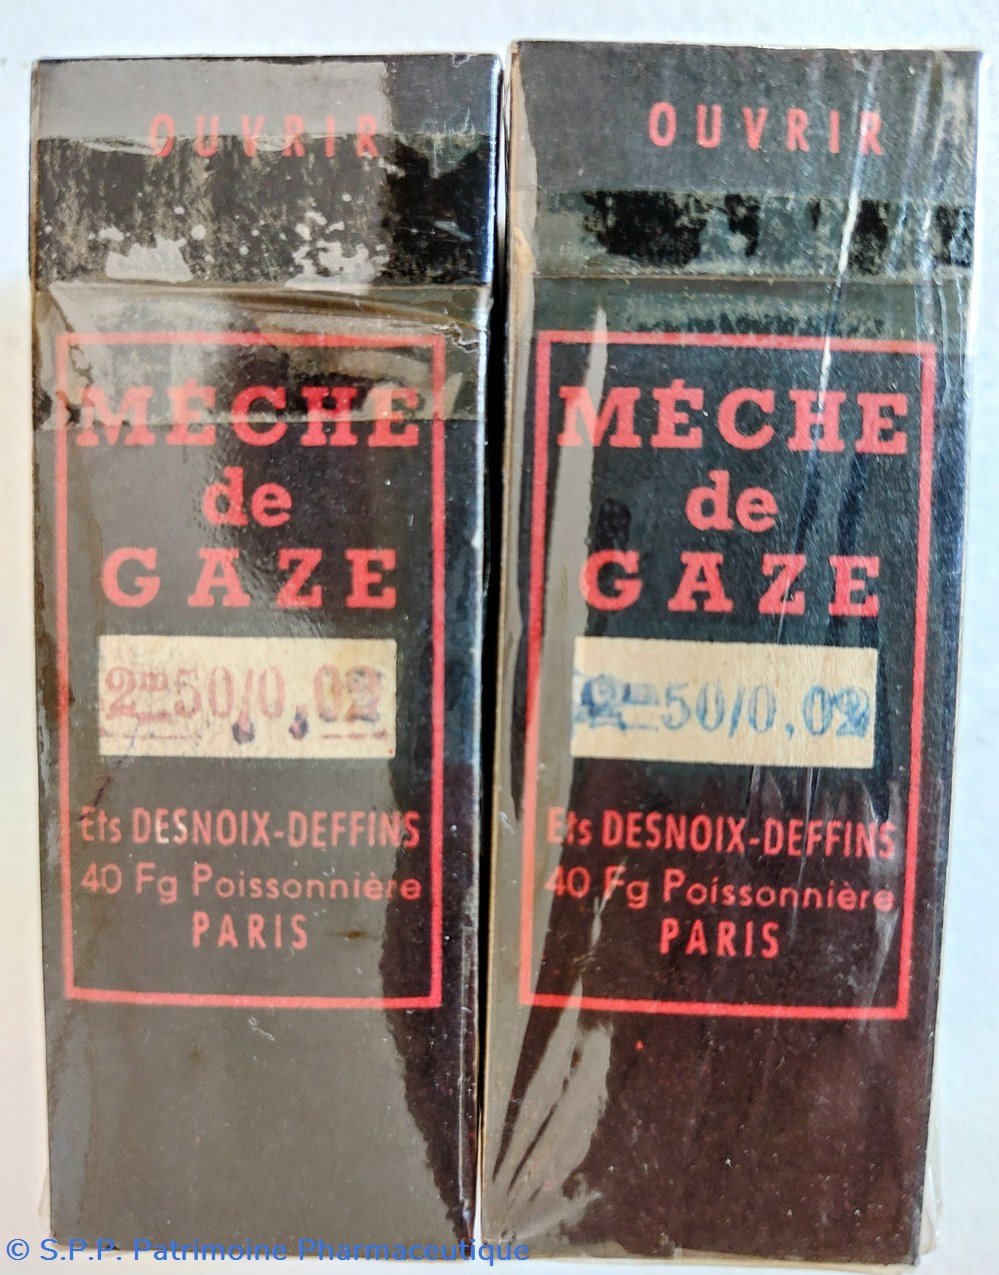 OUVRIR
MÈCHE
de
GAZE
2m50/0,02
Ets DESNOIX-DEFFINS
40 Fg Poissonnière
PARIS
OUVRIR
MÈCHE
de
GAZE
2m50/0,02
Ets DESNOIX-DEFFINS
40 Fg Poissonnière
PARIS
© S.P.P. Patrimoine Pharmaceutique